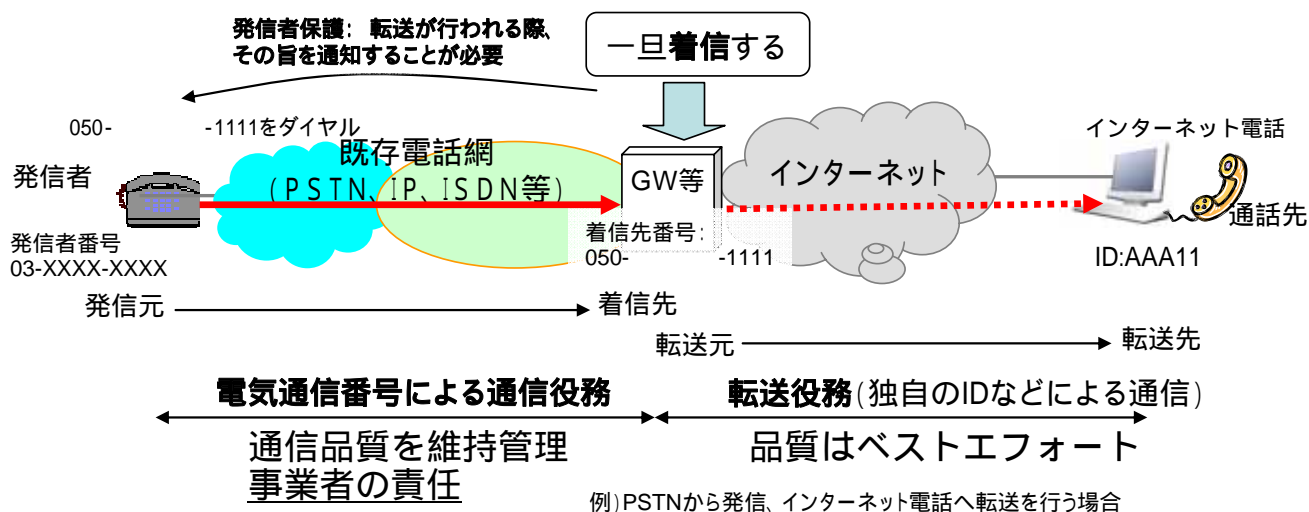 発信者保護： 転送が行われる際、
その旨を通知することが必要
一旦着信する
050-　　　　-1111をダイヤル
既存電話網
(ＰＳＴＮ、ＩＰ、ＩＳＤＮ等)
発信者
GW等
インターネット
インターネット電話
通話先
発信者番号
03-XXXX-XXXX
着信先番号：
050-　　　　-1111
ID:AAA11
発信元
着信先
転送元
転送先
電気通信番号による通信役務
転送役務(独自のIDなどによる通信)
通信品質を維持管理
事業者の責任
品質はベストエフォート
例)PSTNから発信、インターネット電話へ転送を行う場合